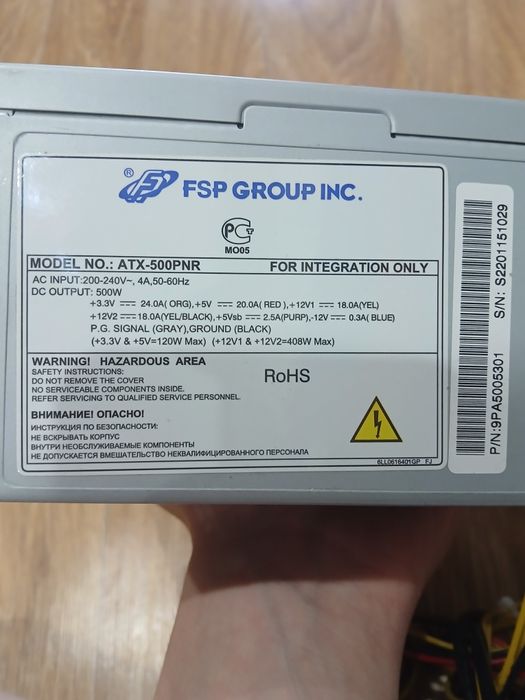 ® FSP GROUP INC.
МО05
MODEL NO.: ATX-500PNR FOR INTEGRATION ONLY
AC INPUT:200-240V~, 4A,50-60Hz
DC OUTPUT: 500W
+3.3V ⎓ 24.0A( ORG),+5V ⎓ 20.0A( RED ),+12V1 ⎓ 18.0A(YEL)
+12V2 ⎓18.0A(YEL/BLACK),+5Vsb ⎓ 2.5A(PURP),-12V ⎓ 0.3A( BLUE)
P.G. SIGNAL (GRAY),GROUND (BLACK)
(+3.3V & +5V=120W Max) (+12V1 & +12V2=408W Max)
WARNING! HAZARDOUS AREA
SAFETY INSTRUCTIONS:
DO NOT REMOVE THE COVER
NO SERVICEABLE COMPONENTS INSIDE.
REFER SERVICING TO QUALIFIED SERVICE PERSONNEL.
RoHS
ВНИМАНИЕ! ОПАСНО!
ИНСТРУКЦИЯ ПО БЕЗОПАСНОСТИ:
НЕ ВСКРЫВАТЬ КОРПУС
ВНУТРИ НЕОБСЛУЖИВАЕМЫЕ КОМПОНЕНТЫ
НЕ ДОПУСКАЕТСЯ ВМЕШАТЕЛЬСТВО НЕКВАЛИФИЦИРОВАННОГО ПЕРСОНАЛА
6LL0616401GP FJ
P/N:9PA5005301 S/N: S2201151029